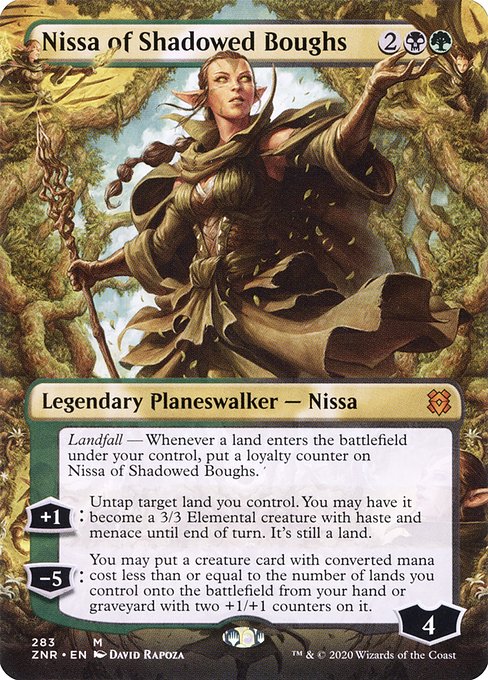 Nissa of Shadowed Boughs 2
Legendary Planeswalker — Nissa
Landfall — Whenever a land enters the battlefield
under your control, put a loyalty counter on
Nissa of Shadowed Boughs.
+1: Untap target land you control. You may have it
become a 3/3 Elemental creature with haste and
menace until end of turn. It's still a land.
−5: You may put a creature card with converted mana
cost less than or equal to the number of lands you
control onto the battlefield from your hand or
graveyard with two +1/+1 counters on it.
4
283 M
ZNR • EN DAVID RAPOZA
™ & © 2020 Wizards of the Coast